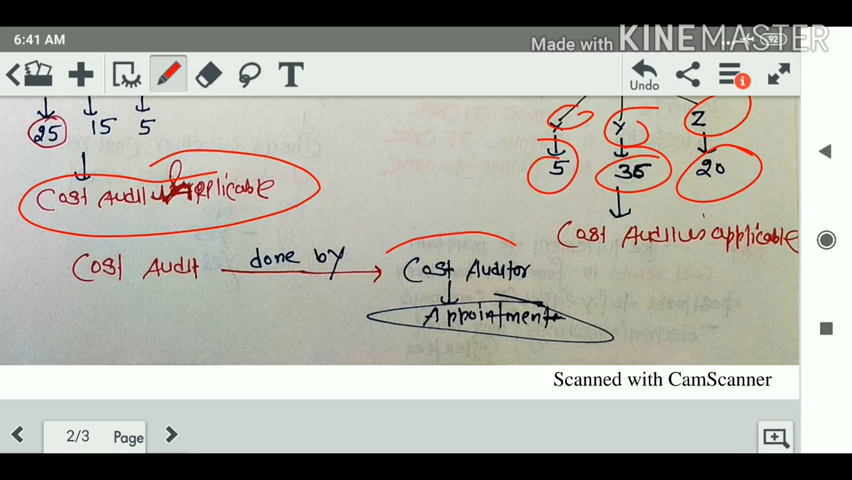 6:41 AM
Made with KINEMASTER
92
T
Undo
25 15 5
X Y Z
5 35 20
Cost Audit applicable
Cost Audit is applicable
Cost Audit done by Cost Auditor
Appointment
Scanned with CamScanner
2/3 Page